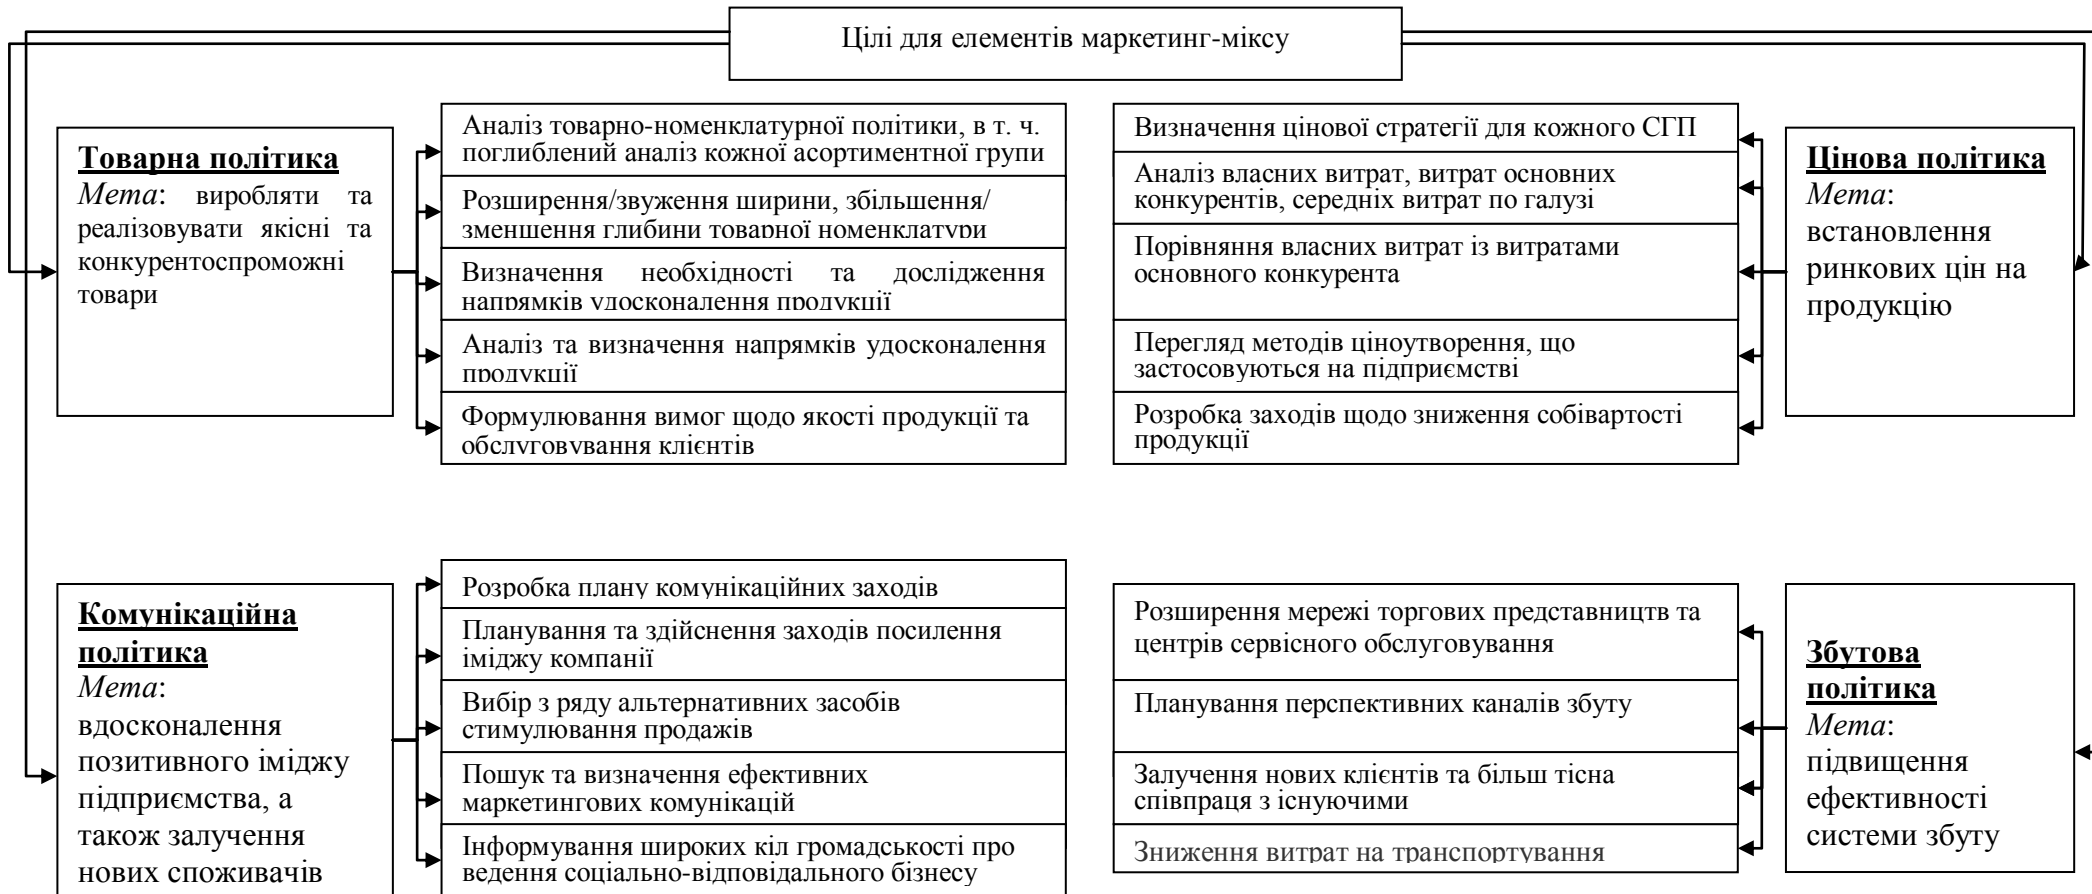 Цілі для елементів маркетинг-міксу
Товарна політика
Мета: виробляти та
реалізовувати якісні та
конкурентоспроможні
товари
Аналіз товарно-номенклатурної політики, в т. ч.
поглиблений аналіз кожної асортиментної групи
Розширення/звуження ширини, збільшення/
зменшення глибини товарної номенклатури
Визначення необхідності та дослідження
напрямків удосконалення продукції
Аналіз та визначення напрямків удосконалення
продукції
Формулювання вимог щодо якості продукції та
обслуговування клієнтів
Визначення цінової стратегії для кожного СГП
Аналіз власних витрат, витрат основних
конкурентів, середніх витрат по галузі
Порівняння власних витрат із витратами
основного конкурента
Перегляд методів ціноутворення, що
застосовуються на підприємстві
Розробка заходів щодо зниження собівартості
продукції
Цінова політика
Мета:
встановлення
ринкових цін на
продукцію
Комунікаційна
політика
Мета:
вдосконалення
позитивного іміджу
підприємства, а
також залучення
нових споживачів
Розробка плану комунікаційних заходів
Планування та здійснення заходів посилення
іміджу компанії
Вибір з ряду альтернативних засобів
стимулювання продажів
Пошук та визначення ефективних
маркетингових комунікацій
Інформування широких кіл громадськості про
ведення соціально-відповідального бізнесу
Розширення мережі торгових представництв та
центрів сервісного обслуговування
Планування перспективних каналів збуту
Залучення нових клієнтів та більш тісна
співпраця з існуючими
Зниження витрат на транспортування
Збутова
політика
Мета:
підвищення
ефективності
системи збуту